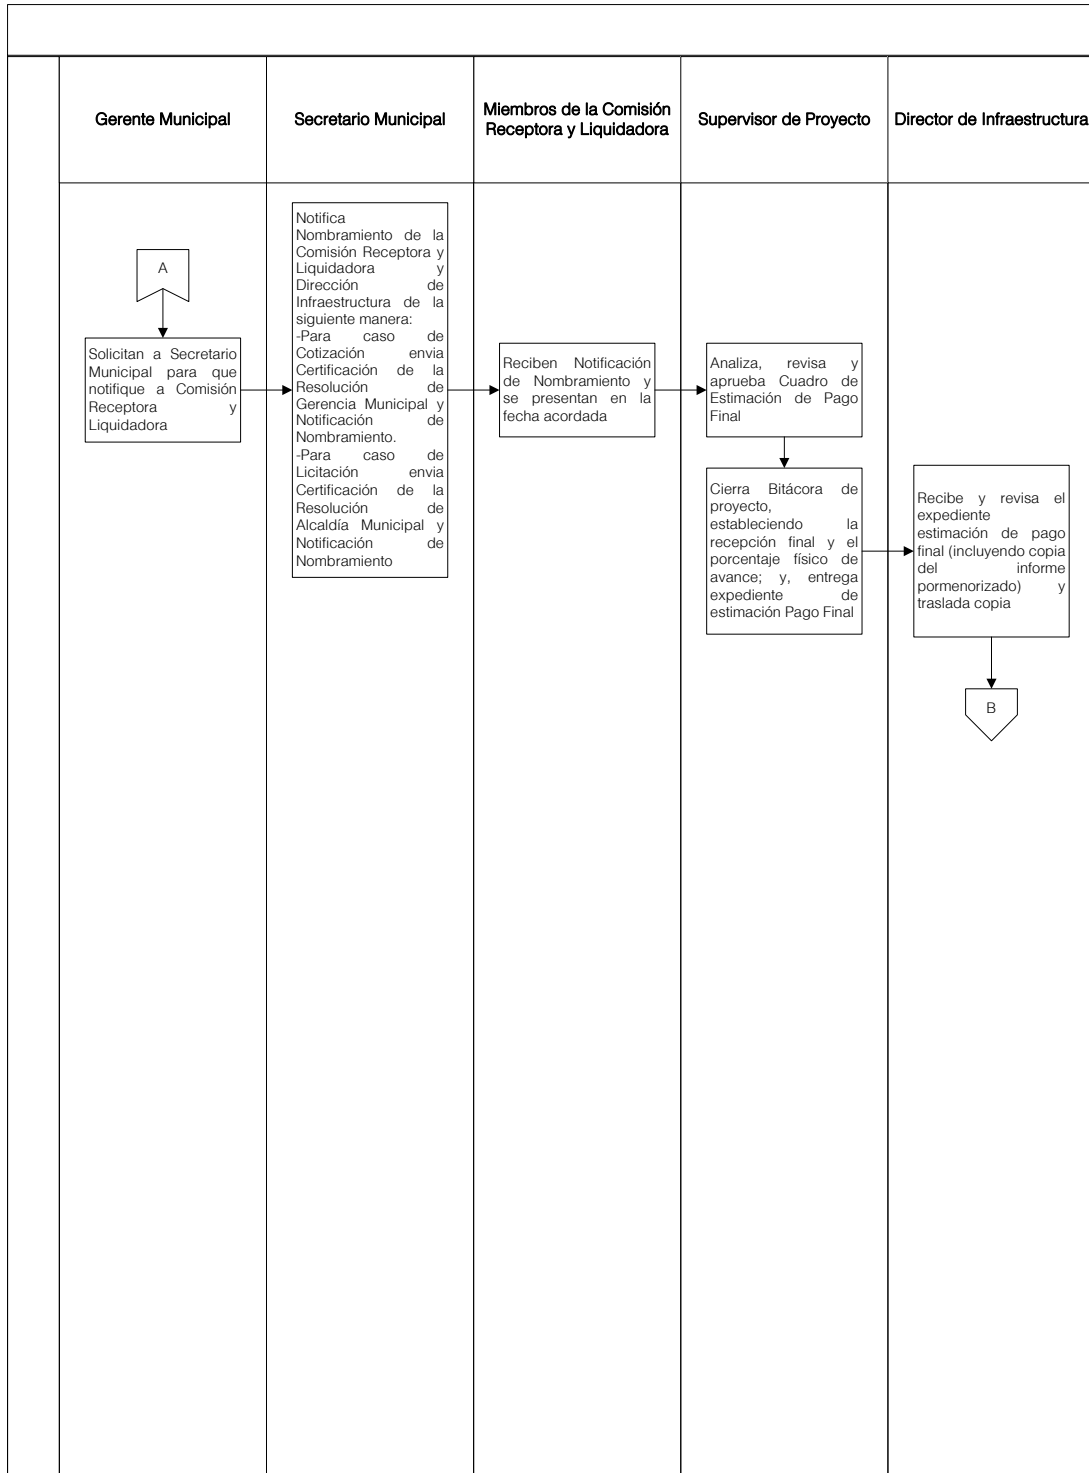 Gerente Municipal
Secretario Municipal
Miembros de la Comisión
Receptora y Liquidadora
Supervisor de Proyecto
Director de Infraestructura
A
Solicitan a Secretario
Municipal para que
notifique a Comisión
Receptora y
Liquidadora
Notifica
Nombramiento de la
Comisión Receptora y
Liquidadora y
Dirección de
Infraestructura de la
siguiente manera:
-Para caso de
Cotización envia
Certificación de la
Resolución de
Gerencia Municipal y
Notificación de
Nombramiento.
-Para caso de
Licitación envia
Certificación de la
Resolución de
Alcaldía Municipal y
Notificación de
Nombramiento
Reciben Notificación
de Nombramiento y
se presentan en la
fecha acordada
Analiza, revisa y
aprueba Cuadro de
Estimación de Pago
Final
Cierra Bitácora de
proyecto,
estableciendo la
recepción final y el
porcentaje físico de
avance; y, entrega
expediente de
estimación Pago Final
Recibe y revisa el
expediente
estimación de pago
final (incluyendo copia
del informe
pormenorizado) y
traslada copia
B